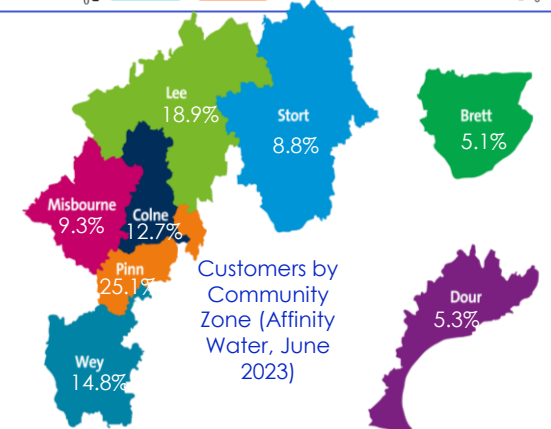 Lee
18.9%
Stort
8.8%
Brett
5.1%
Misbourne
9.3%
Colne
12.7%
Pinn
25.1%
Customers by
Community
Zone (Affinity
Water, June
2023)
Dour
5.3%
Wey
14.8%